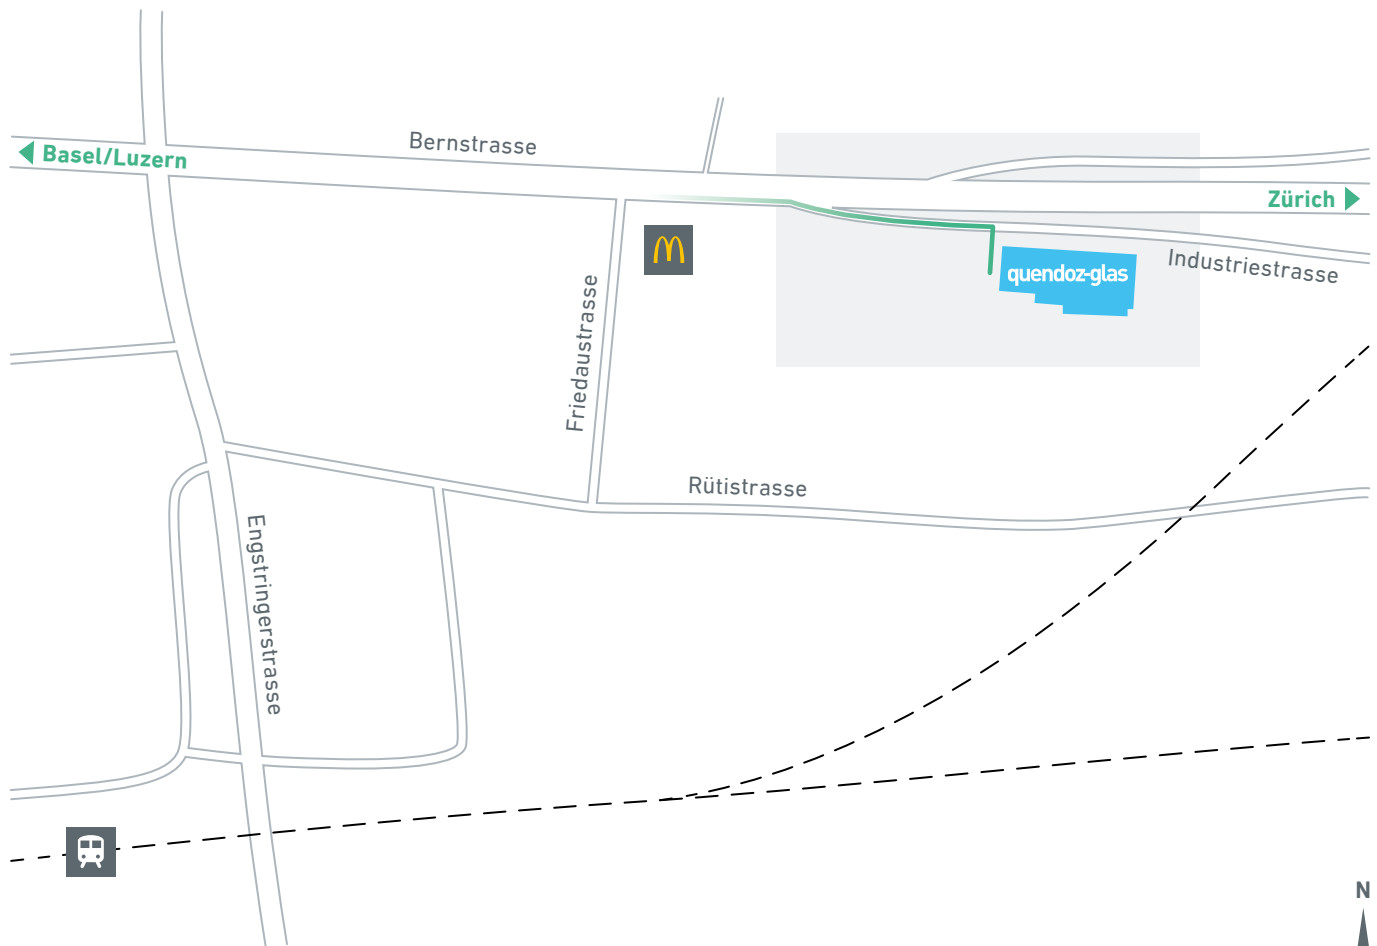 Bernstrasse
Basel/Luzern
Zürich
quendoz-glas
Industriestrasse
Friedaustrasse
Rütistrasse
Engstringerstrasse
N